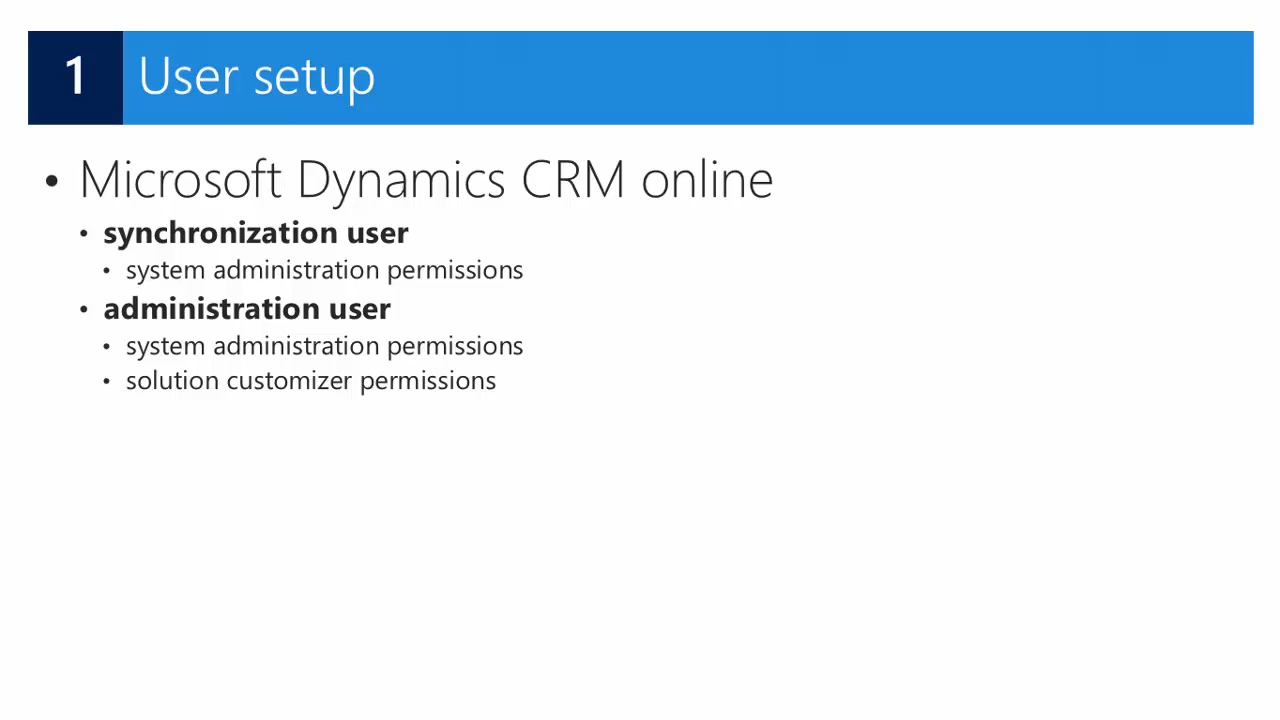 1 User setup
• Microsoft Dynamics CRM online
• synchronization user
• system administration permissions
• administration user
• system administration permissions
• solution customizer permissions